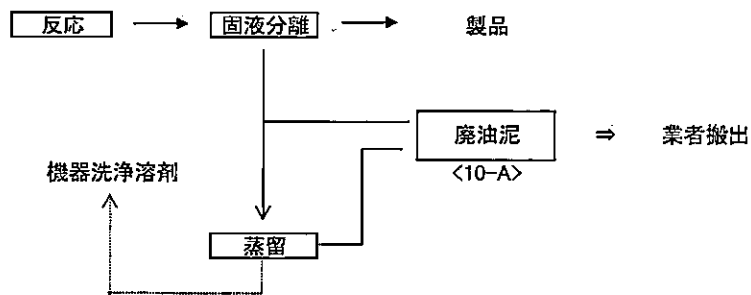 反応
固液分離
製品
廃油泥
⇒
業者搬出
<10-A>
機器洗浄溶剤
蒸留